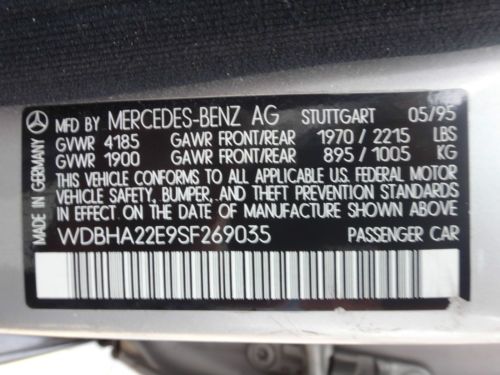 MFD BY MERCEDES-BENZ AG STUTTGART 05/95
GVWR 4185 GAWR FRONT/REAR 1970 / 2215 LBS
GVWR 1900 GAWR FRONT/REAR 895 / 1005 KG
THIS VEHICLE CONFORMS TO ALL APPLICABLE U.S. FEDERAL MOTOR
VEHICLE SAFETY, BUMPER, AND THEFT PREVENTION STANDARDS
IN EFFECT ON THE DATE OF MANUFACTURE SHOWN ABOVE
WDBHA22E9SF269035 PASSENGER CAR
MADE IN GERMANY